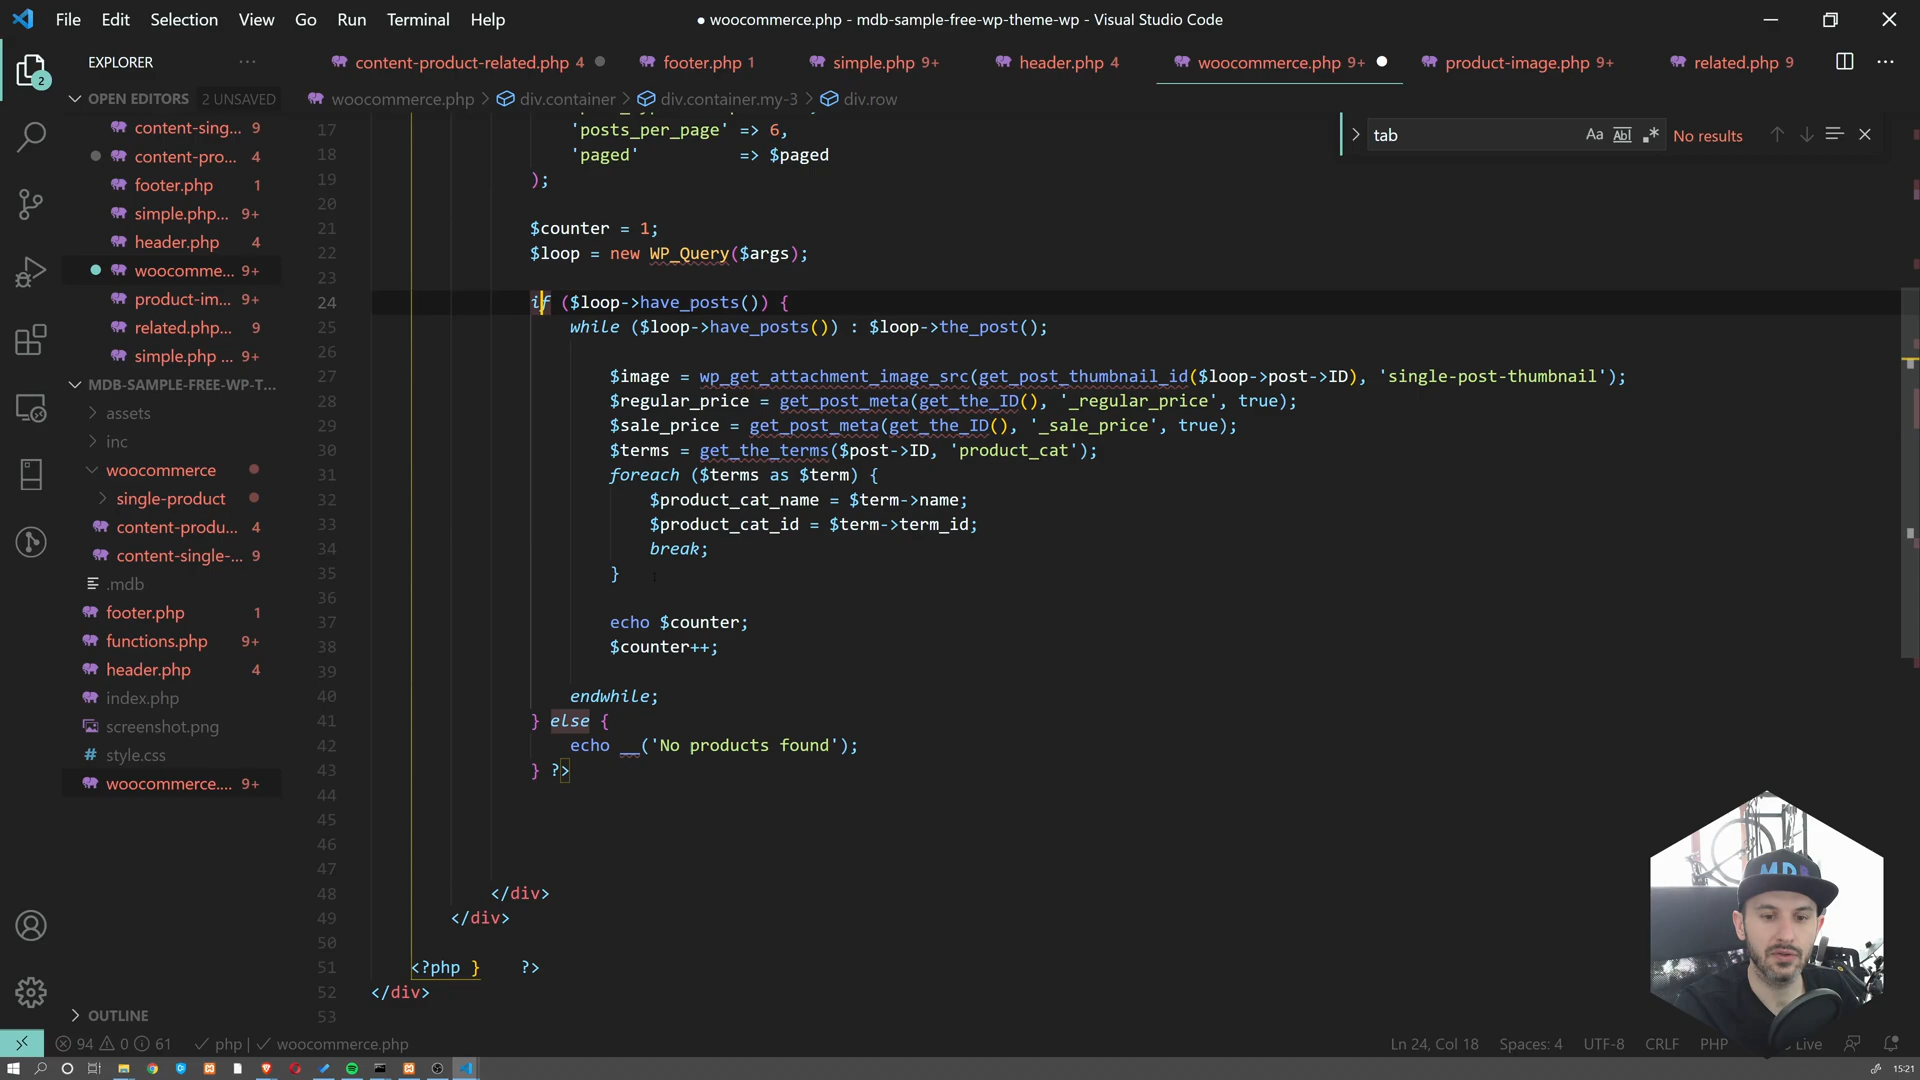 File Edit Selection View Go Run Terminal Help
● woocommerce.php - mdb-sample-free-wp-theme-wp - Visual Studio Code
EXPLORER ···
content-product-related.php 4
footer.php 1
simple.php 9+
header.php 4
woocommerce.php 9+
product-image.php 9+
related.php 9
OPEN EDITORS 2 UNSAVED
content-sing... 9
content-pro... 4
footer.php 1
simple.php... 9+
header.php 4
woocomme... 9+
product-im... 9+
related.php... 9
simple.php ... 9+
MDB-SAMPLE-FREE-WP-T...
assets
inc
woocommerce
single-product
content-produ... 4
content-single-... 9
.mdb
footer.php 1
functions.php 9+
header.php 4
index.php
screenshot.png
style.css
woocommerce.... 9+
OUTLINE
2
woocommerce.php > div.container > div.container.my-3 > div.row
tab Aa Abl No results
17 'posts_per_page' => 6,
18 'paged' => $paged
19 );
20
21 $counter = 1;
22 $loop = new WP_Query($args);
23
24 if ($loop->have_posts()) {
25 while ($loop->have_posts()) : $loop->the_post();
26
27 $image = wp_get_attachment_image_src(get_post_thumbnail_id($loop->post->ID), 'single-post-thumbnail');
28 $regular_price = get_post_meta(get_the_ID(), '_regular_price', true);
29 $sale_price = get_post_meta(get_the_ID(), '_sale_price', true);
30 $terms = get_the_terms($post->ID, 'product_cat');
31 foreach ($terms as $term) {
32 $product_cat_name = $term->name;
33 $product_cat_id = $term->term_id;
34 break;
35 }
36
37 echo $counter;
38 $counter++;
39
40 endwhile;
41 } else {
42 echo __('No products found');
43 } ?>
44
45
46
47
48 </div>
49 </div>
50
51 <?php } ?>
52 </div>
53
94 0 61 php | woocommerce.php
Ln 24, Col 18 Spaces: 4 UTF-8 CRLF PHP Live
15:21